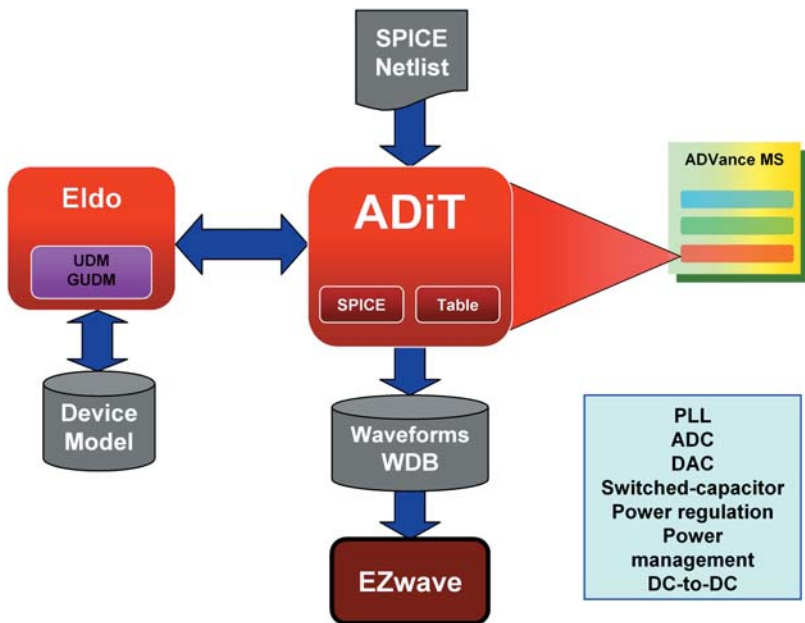 SPICE
Netlist
Eldo
UDM
GUDM
ADiT
SPICE
Table
ADVance MS
Device
Model
Waveforms
WDB
EZwave
PLL
ADC
DAC
Switched-capacitor
Power regulation
Power
management
DC-to-DC